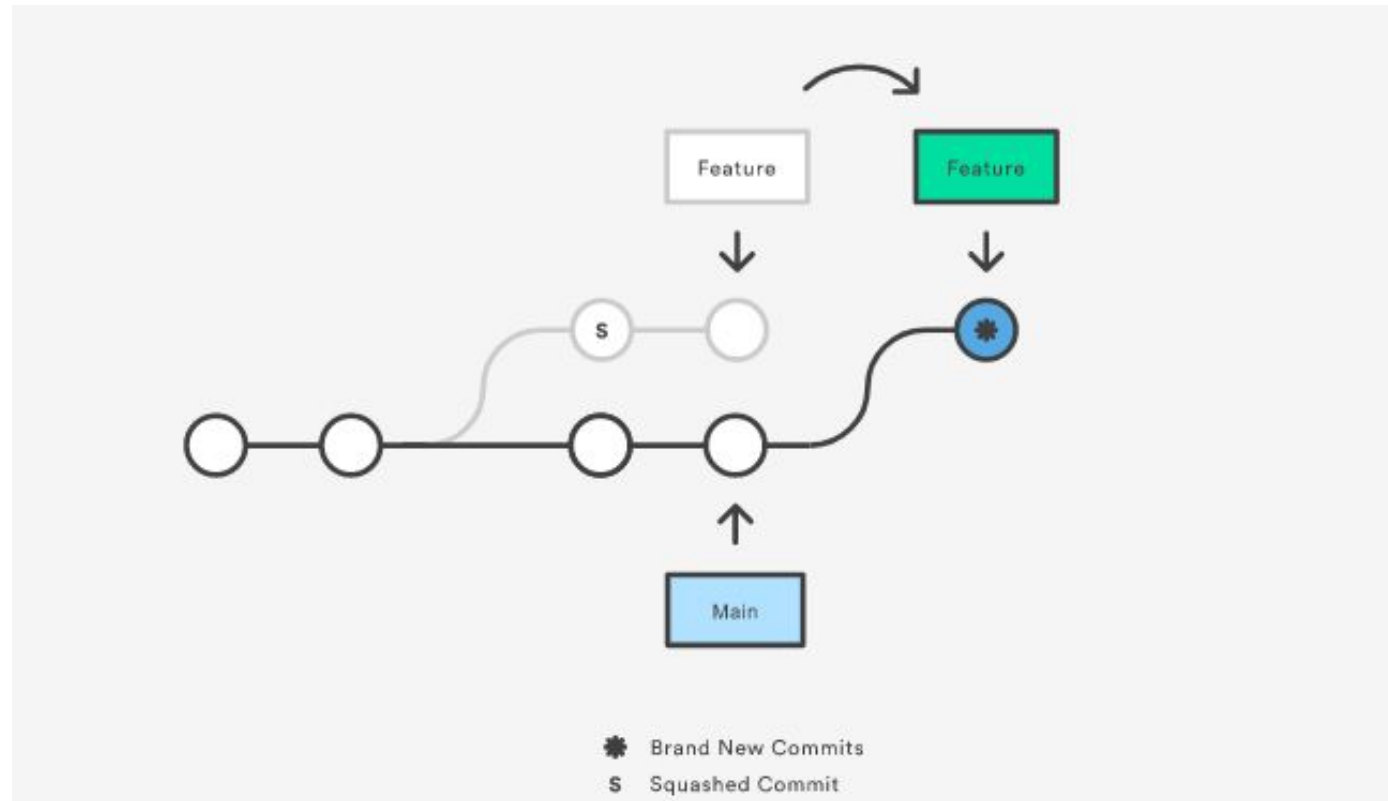 Feature
Feature
S
Main
Brand New Commits
S Squashed Commit